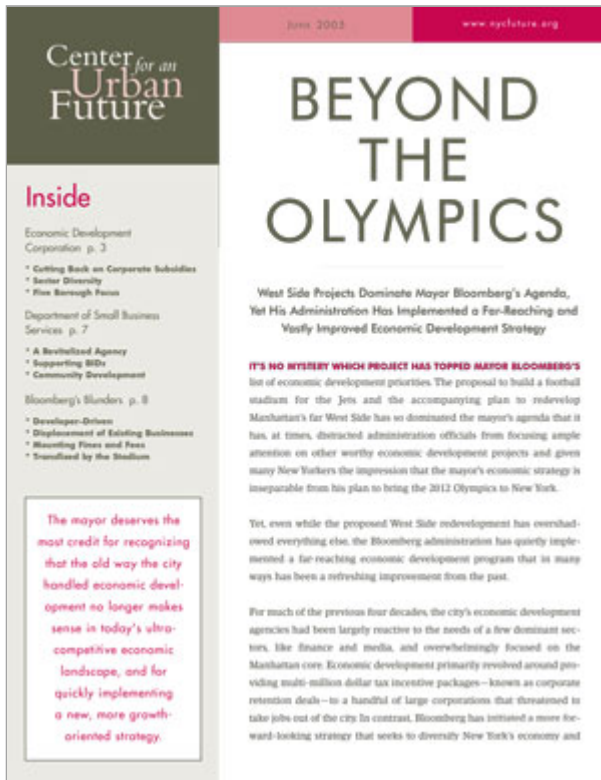 June 2005
www.nycfuture.org
Center for an
Urban
Future
BEYOND
THE
OLYMPICS
Inside
Economic Development
Corporation p. 3
* Cutting Back on Corporate Subsidies
* Sector Diversity
* Five Borough Focus
Department of Small Business
Services p. 7
* A Revitalized Agency
* Supporting BIDs
* Community Development
Bloomberg's Blunders p. 8
* Developer-Driven
* Displacement of Existing Businesses
* Mounting Fines and Fees
* Transfixed by the Stadium
The mayor deserves the
most credit for recognizing
that the old way the city
handled economic devel-
opment no longer makes
sense in today's ultra-
competitive economic
landscape, and for
quickly implementing
a new, more growth-
oriented strategy.
West Side Projects Dominate Mayor Bloomberg's Agenda,
Yet His Administration Has Implemented a Far-Reaching and
Vastly Improved Economic Development Strategy
IT'S NO MYSTERY WHICH PROJECT HAS TOPPED MAYOR BLOOMBERG'S
list of economic development priorities. The proposal to build a football
stadium for the Jets and the accompanying plan to redevelop
Manhattan's far West Side has so dominated the mayor's agenda that it
has, at times, distracted administration officials from focusing ample
attention on other worthy economic development projects and given
many New Yorkers the impression that the mayor's economic strategy is
inseparable from his plan to bring the 2012 Olympics to New York.
Yet, even while the proposed West Side redevelopment has overshad-
owed everything else, the Bloomberg administration has quietly imple-
mented a far-reaching economic development program that in many
ways has been a refreshing improvement from the past.
For much of the previous four decades, the city's economic development
agencies had been largely reactive to the needs of a few dominant sec-
tors, like finance and media, and overwhelmingly focused on the
Manhattan core. Economic development primarily revolved around pro-
viding multi-million dollar tax incentive packages—known as corporate
retention deals—to a handful of large corporations that threatened to
take jobs out of the city. In contrast, Bloomberg has initiated a more for-
ward-looking strategy that seeks to diversify New York's economy and